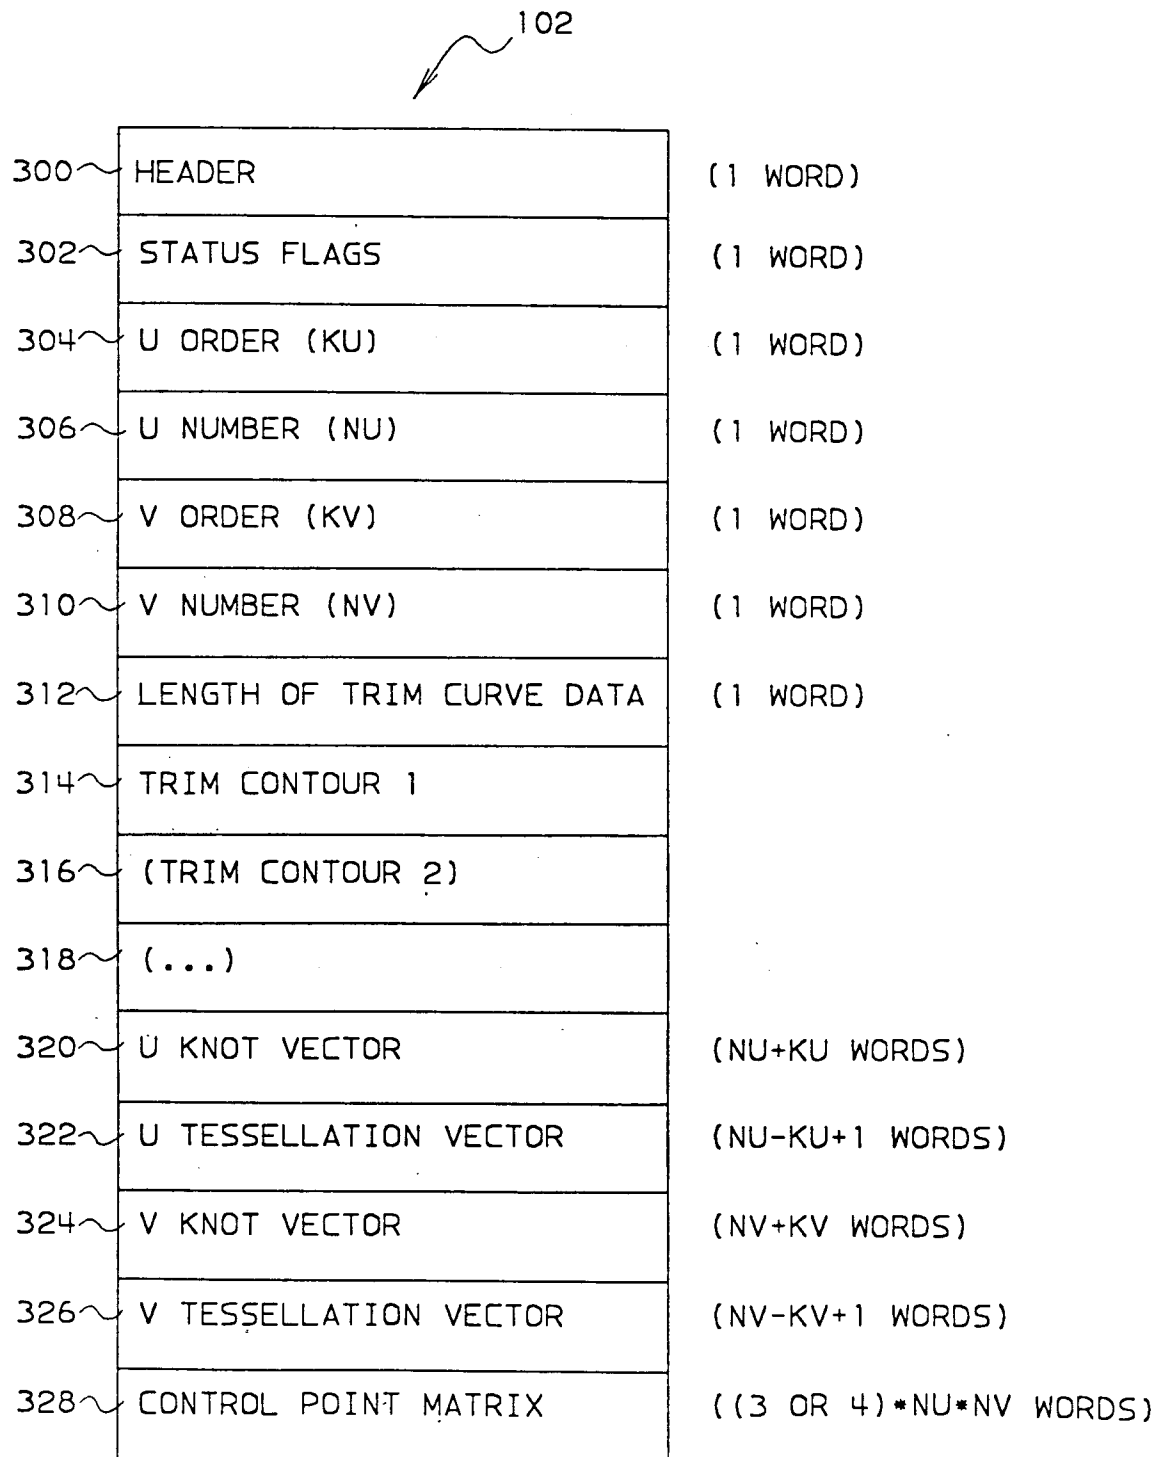 102
300 HEADER (1 WORD)
302 STATUS FLAGS (1 WORD)
304 U ORDER (KU) (1 WORD)
306 U NUMBER (NU) (1 WORD)
308 V ORDER (KV) (1 WORD)
310 V NUMBER (NV) (1 WORD)
312 LENGTH OF TRIM CURVE DATA (1 WORD)
314 TRIM CONTOUR 1
316 (TRIM CONTOUR 2)
318 (...)
320 U KNOT VECTOR (NU+KU WORDS)
322 U TESSELLATION VECTOR (NU-KU+1 WORDS)
324 V KNOT VECTOR (NV+KV WORDS)
326 V TESSELLATION VECTOR (NV-KV+1 WORDS)
328 CONTROL POINT MATRIX ((3 OR 4)*NU*NV WORDS)